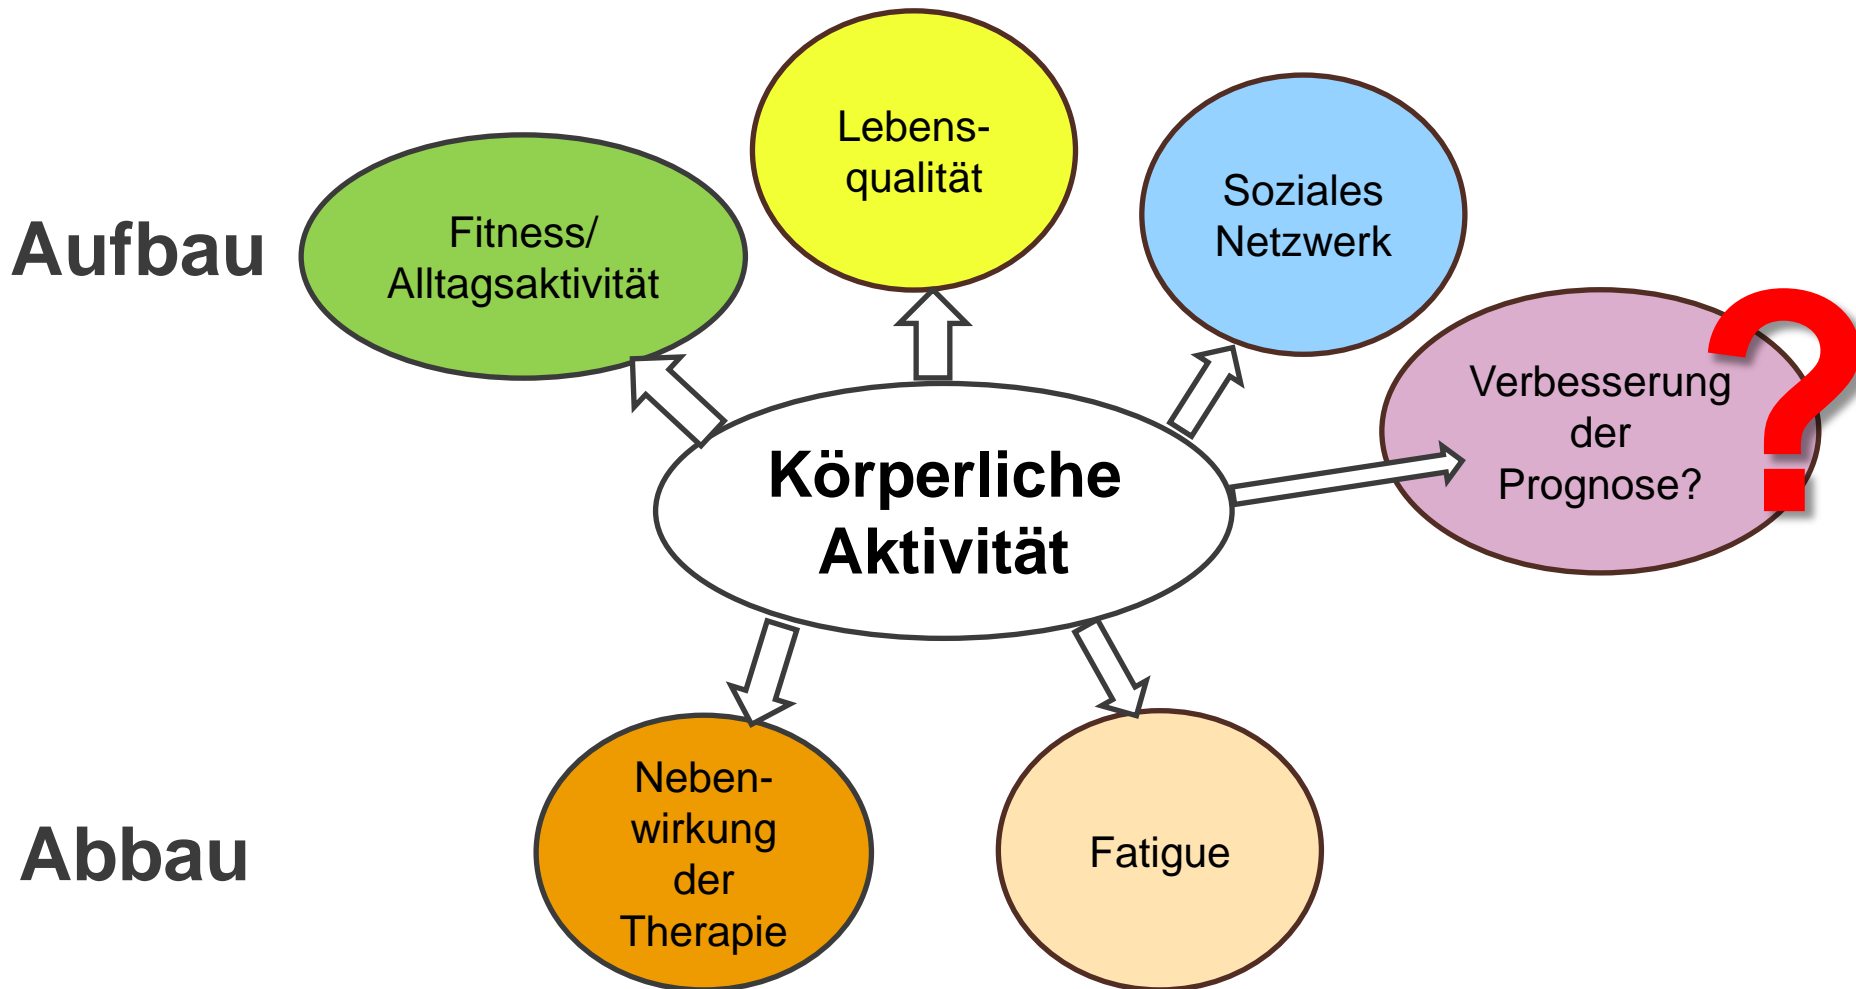 Aufbau
Fitness/
Alltagsaktivität
Lebens-
qualität
Soziales
Netzwerk
Verbesserung
der
Prognose?
?
Körperliche
Aktivität
Abbau
Neben-
wirkung
der
Therapie
Fatigue